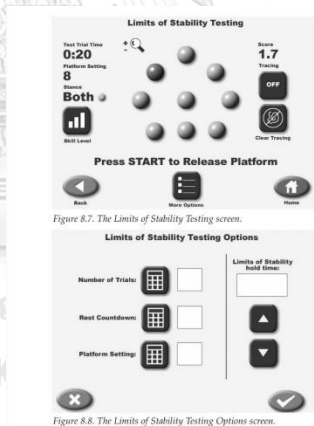 Limits of Stability Testing
Test Trial Time
0:20
Platform Setting
8
Stance
Both
Skill Level
+
-
Score
1.7
Tracing
OFF
Clear Tracing
Press START to Release Platform
Back
More Options
Home
Figure 8.7. The Limits of Stability Testing screen.
Limits of Stability Testing Options
Number of Trials:
Rest Countdown:
Platform Setting:
Limits of Stability
hold time:
Figure 8.8. The Limits of Stability Testing Options screen.